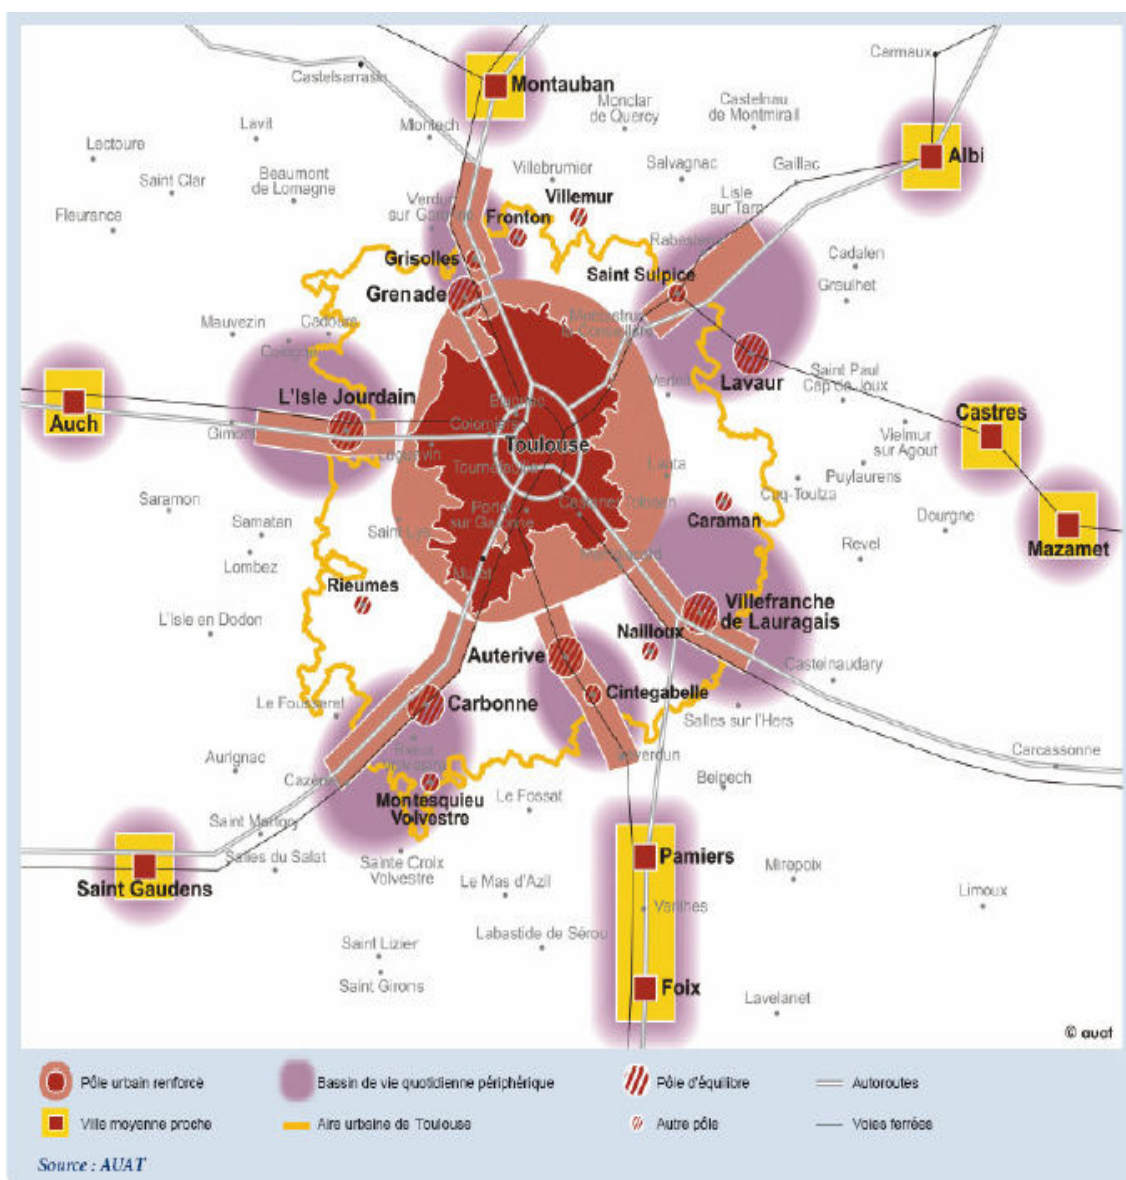 Carmaux
Castelsarrasin
Montauban
Monclar
de Quercy
Castelnau
de Montmirail
Lavit
Montech
Lectoure
Villebrumier
Salvagnac
Gaillac
Albi
Saint Clar
Beaumont
de Lomagne
Villemur
Lisle
sur Tarn
Fleurance
Verdun
sur Garonne
Fronton
Rabastens
Grisolles
Saint Sulpice
Cadalen
Grenade
Graulhet
Mauvezin
Cadours
Cologne
Verfeil
Lavaur
Saint Paul
Cap de Joux
L'Isle Jourdain
Castres
Auch
Gimont
Colomiers
Toulouse
Vielmur
sur Agout
Lanta
Puylaurens
Cuq-Toulza
Saramon
Caraman
Portet
sur Garonne
Samatan
Dourgne
Mazamet
Revel
Lombez
Muret
Rieumes
L'Isle en Dodon
Villefranche
de Lauragais
Nailloux
Auterive
Castelnaudary
Cintegabelle
Le Fousseret
Carbonne
Salles sur l'Hers
Rieux
Volvestre
Carcassonne
Aurignac
Belpech
Montesquieu
Volvestre
Le Fossat
Saint Martory
Salles du Salat
Sainte Croix
Volvestre
Pamiers
Mirepoix
Saint Gaudens
Le Mas d'Azil
Limoux
Varilhes
Labastide de Sérou
Saint Lizier
Saint Girons
Foix
Lavelanet
© auat
Pôle urbain renforcé
Bassin de vie quotidienne périphérique
Pôle d'équilibre
Autoroutes
Ville moyenne proche
Aire urbaine de Toulouse
Autre pôle
Voies ferrées
Source : AUAT